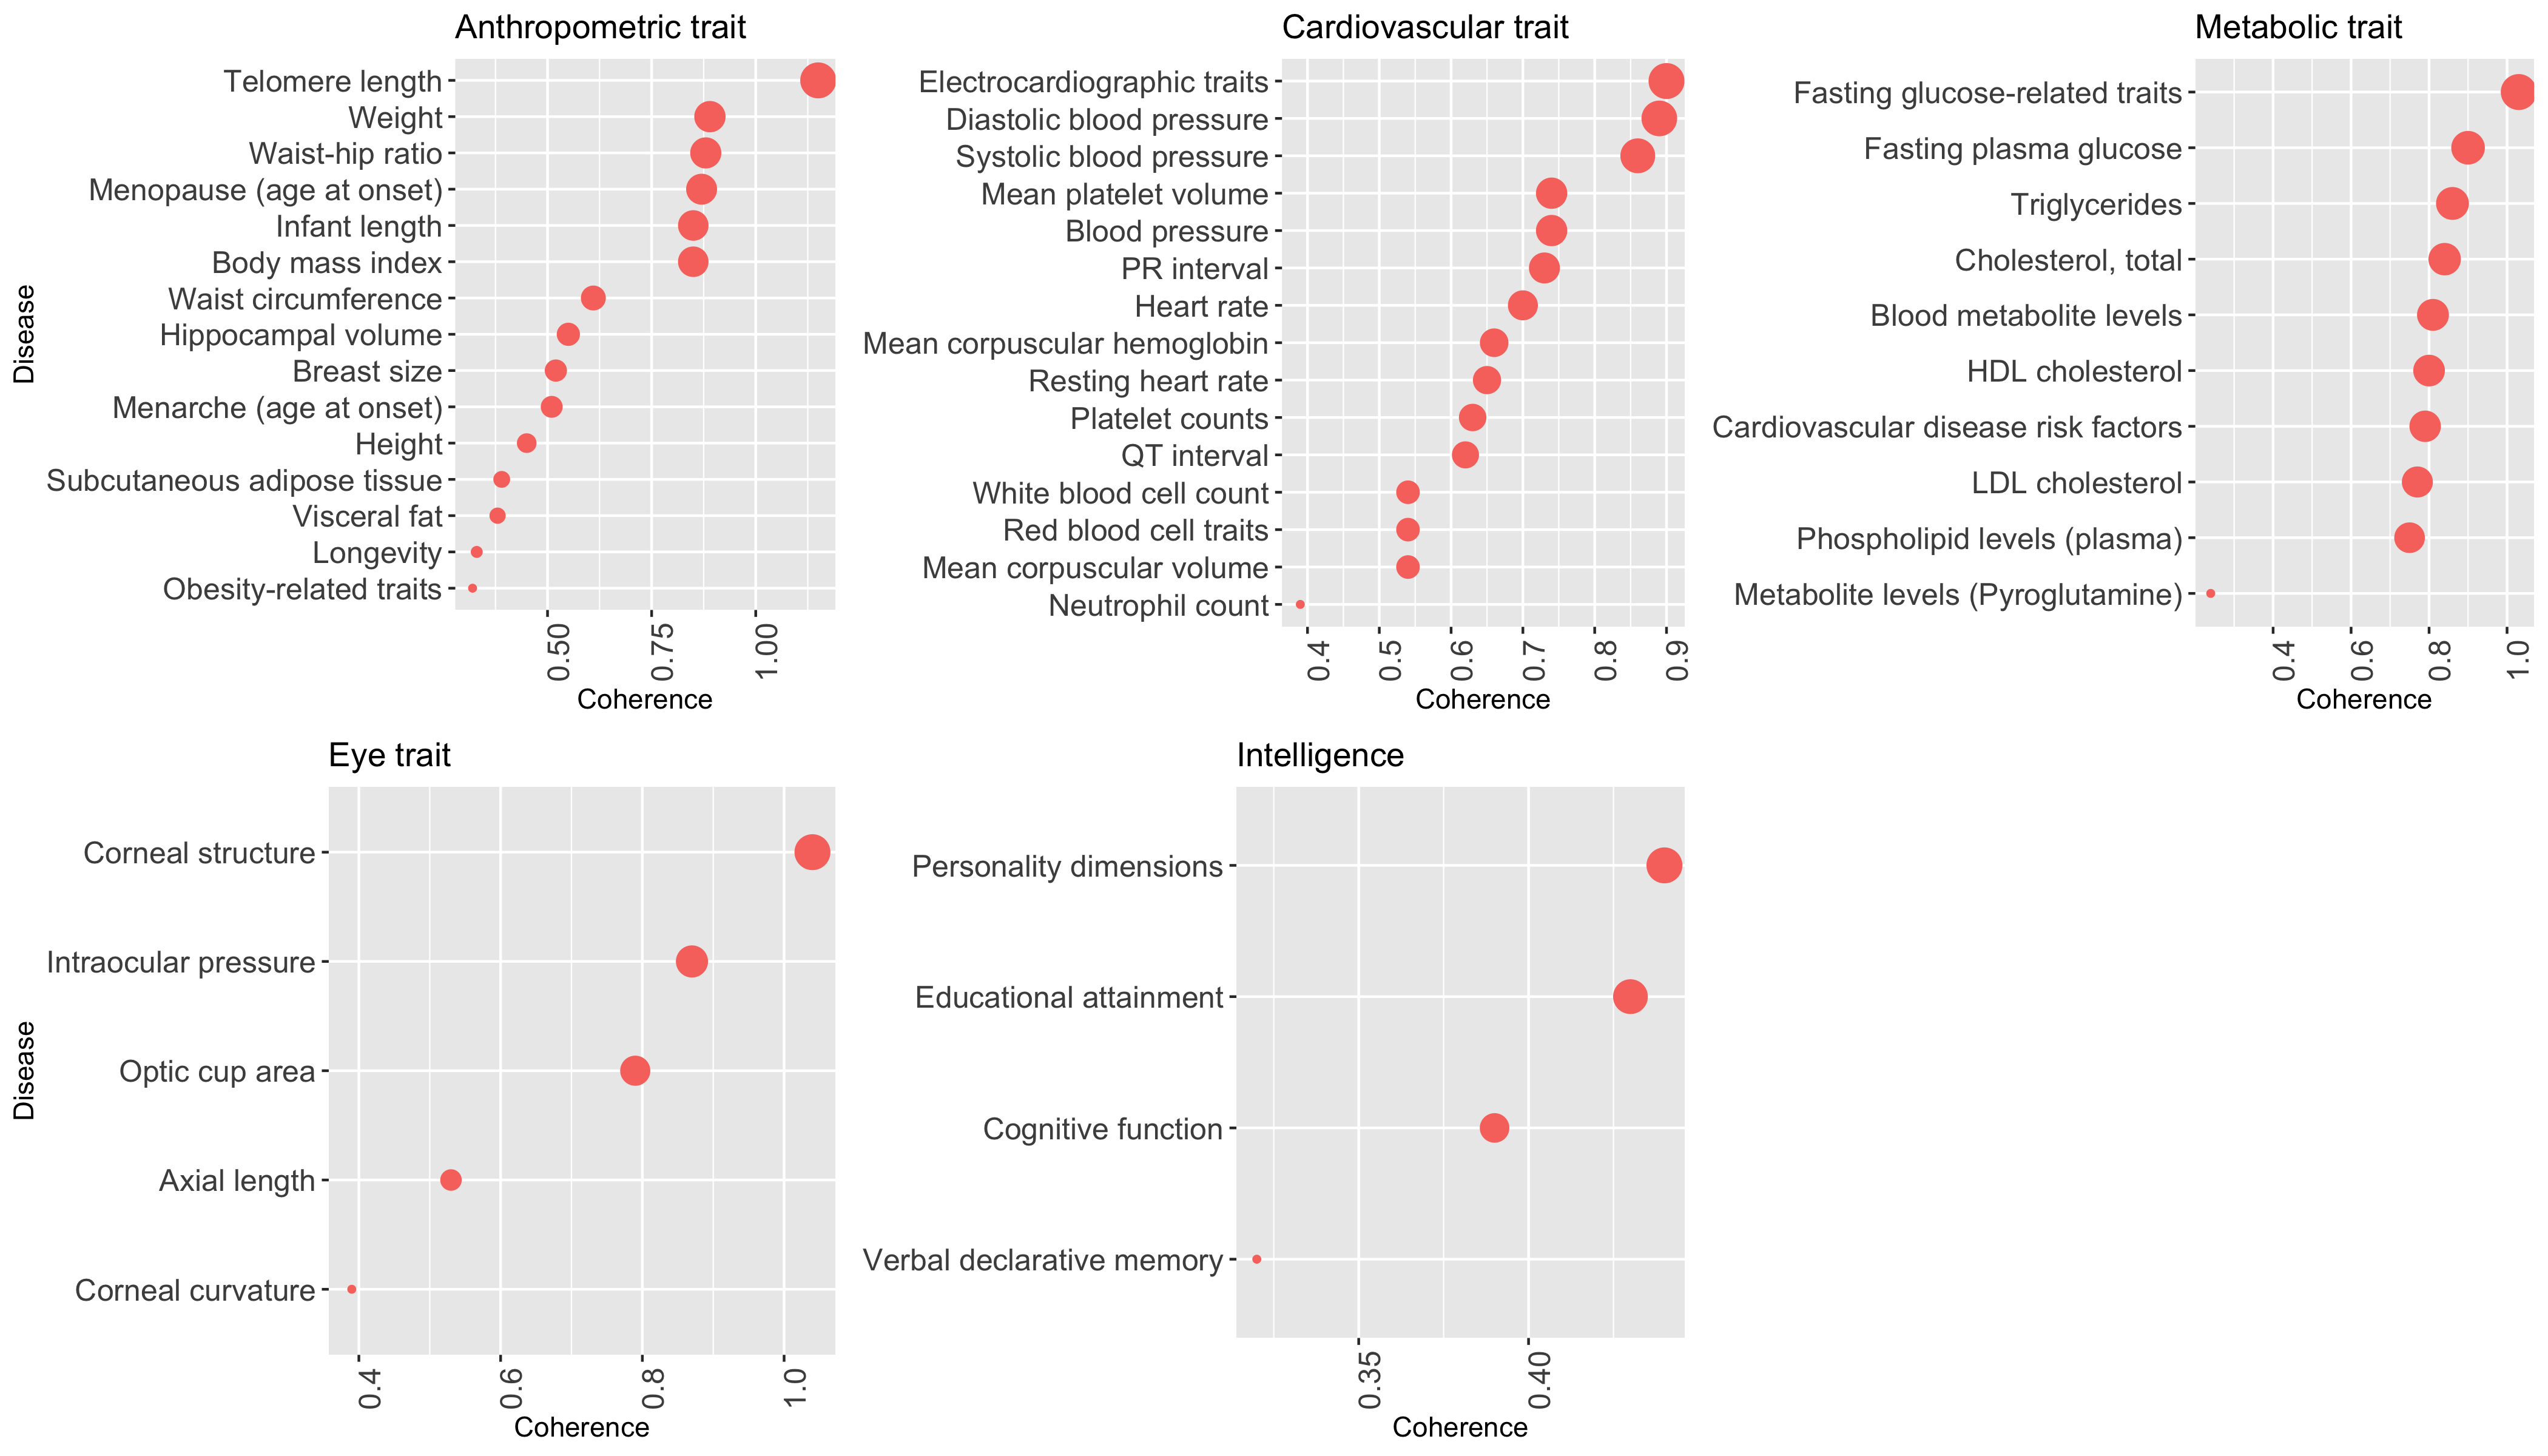 Anthropometric trait
Disease
Telomere length
Weight
Waist-hip ratio
Menopause (age at onset)
Infant length
Body mass index
Waist circumference
Hippocampal volume
Breast size
Menarche (age at onset)
Height
Subcutaneous adipose tissue
Visceral fat
Longevity
Obesity-related traits
0.50
0.75
1.00
Coherence
Cardiovascular trait
Electrocardiographic traits
Diastolic blood pressure
Systolic blood pressure
Mean platelet volume
Blood pressure
PR interval
Heart rate
Mean corpuscular hemoglobin
Resting heart rate
Platelet counts
QT interval
White blood cell count
Red blood cell traits
Mean corpuscular volume
Neutrophil count
0.4
0.5
0.6
0.7
0.8
0.9
Coherence
Metabolic trait
Fasting glucose-related traits
Fasting plasma glucose
Triglycerides
Cholesterol, total
Blood metabolite levels
HDL cholesterol
Cardiovascular disease risk factors
LDL cholesterol
Phospholipid levels (plasma)
Metabolite levels (Pyroglutamine)
0.4
0.6
0.8
1.0
Coherence
Eye trait
Disease
Corneal structure
Intraocular pressure
Optic cup area
Axial length
Corneal curvature
0.4
0.6
0.8
1.0
Coherence
Intelligence
Personality dimensions
Educational attainment
Cognitive function
Verbal declarative memory
0.35
0.40
Coherence